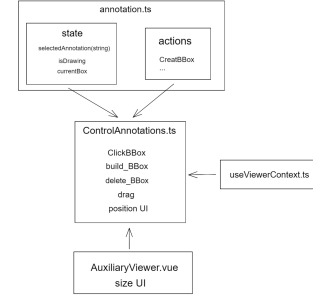 annotation.ts
state
selectedAnnotation(string)
isDrawing
currentBox
actions
CreatBBox
...
ControlAnnotations.ts
ClickBBox
build_BBox
delete_BBox
drag
position UI
useViewerContext.ts
AuxiliaryViewer.vue
size UI